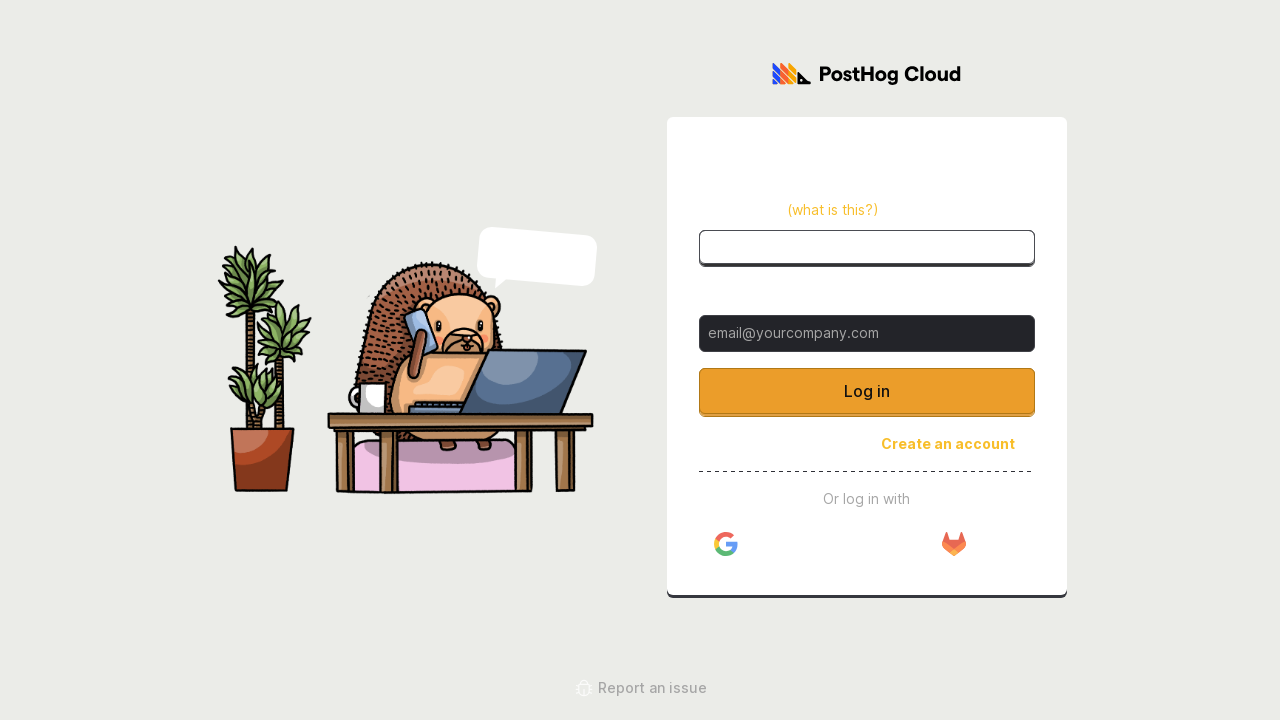 PostHog Cloud
(what is this?)
email@yourcompany.com
Log in
Create an account
Or log in with
Report an issue